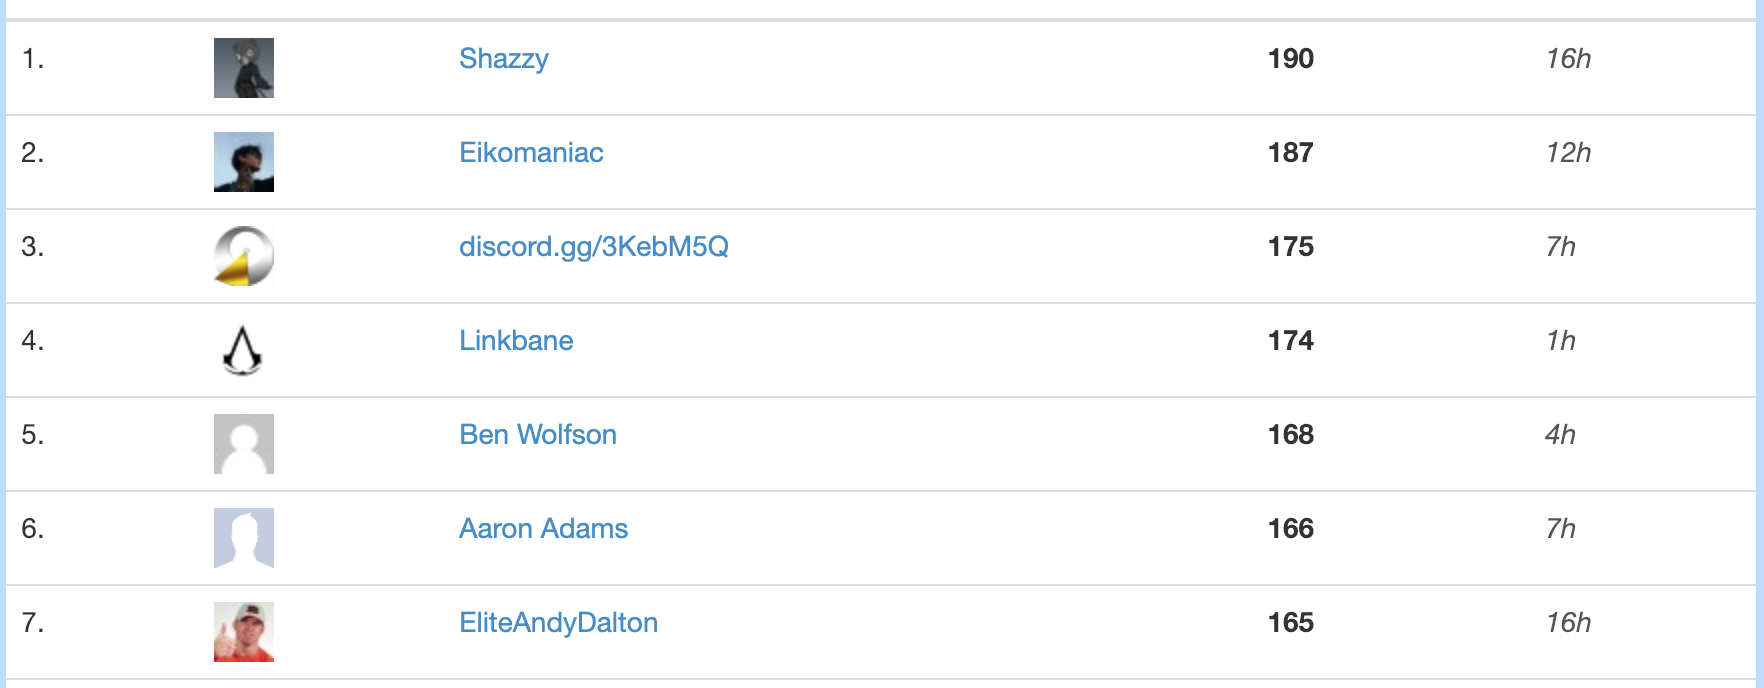 1. Shazzy 190 16h
2. Eikomaniac 187 12h
3. discord.gg/3KebM5Q 175 7h
4. Linkbane 174 1h
5. Ben Wolfson 168 4h
6. Aaron Adams 166 7h
7. EliteAndyDalton 165 16h